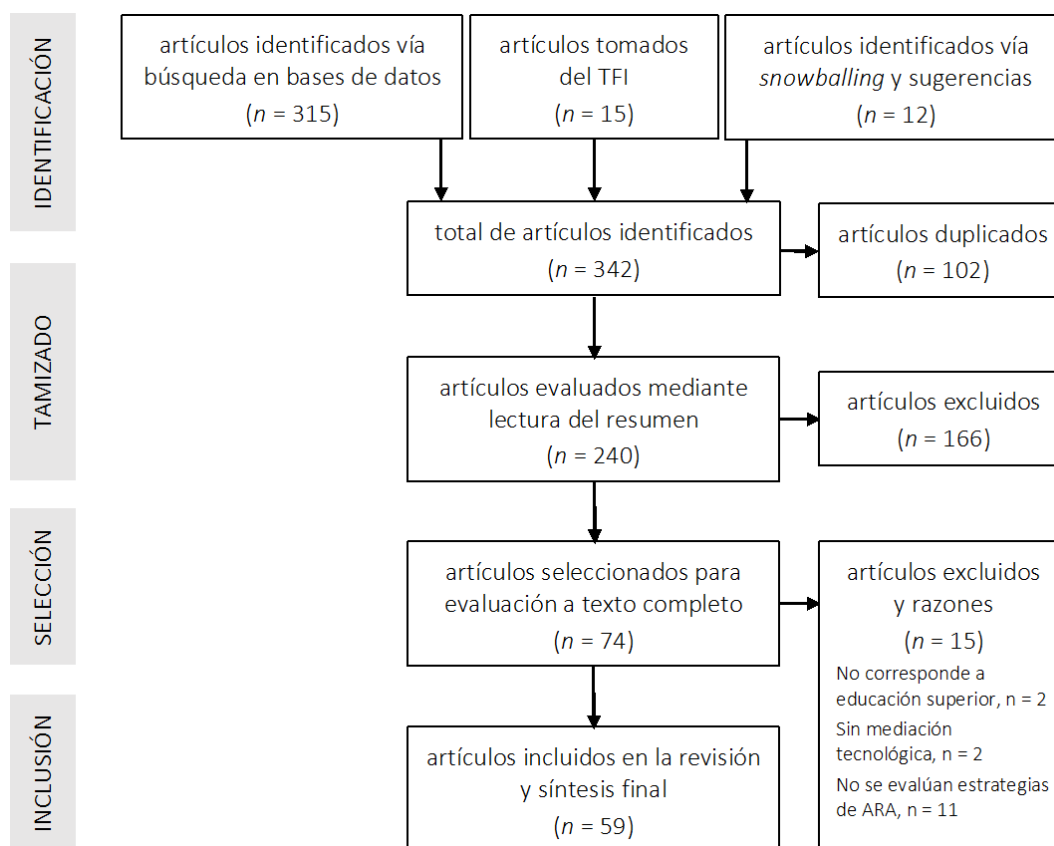 IDENTIFICACIÓN
artículos identificados vía
búsqueda en bases de datos
(n = 315)
artículos tomados
del TFI
(n = 15)
artículos identificados vía
snowballing y sugerencias
(n = 12)
total de artículos identificados
(n = 342)
artículos duplicados
(n = 102)
TAMIZADO
artículos evaluados mediante
lectura del resumen
(n = 240)
artículos excluidos
(n = 166)
SELECCIÓN
artículos seleccionados para
evaluación a texto completo
(n = 74)
artículos excluidos
y razones
(n = 15)
No corresponde a
educación superior, n = 2
Sin mediación
tecnológica, n = 2
No se evalúan estrategias
de ARA, n = 11
INCLUSIÓN
artículos incluidos en la revisión
y síntesis final
(n = 59)